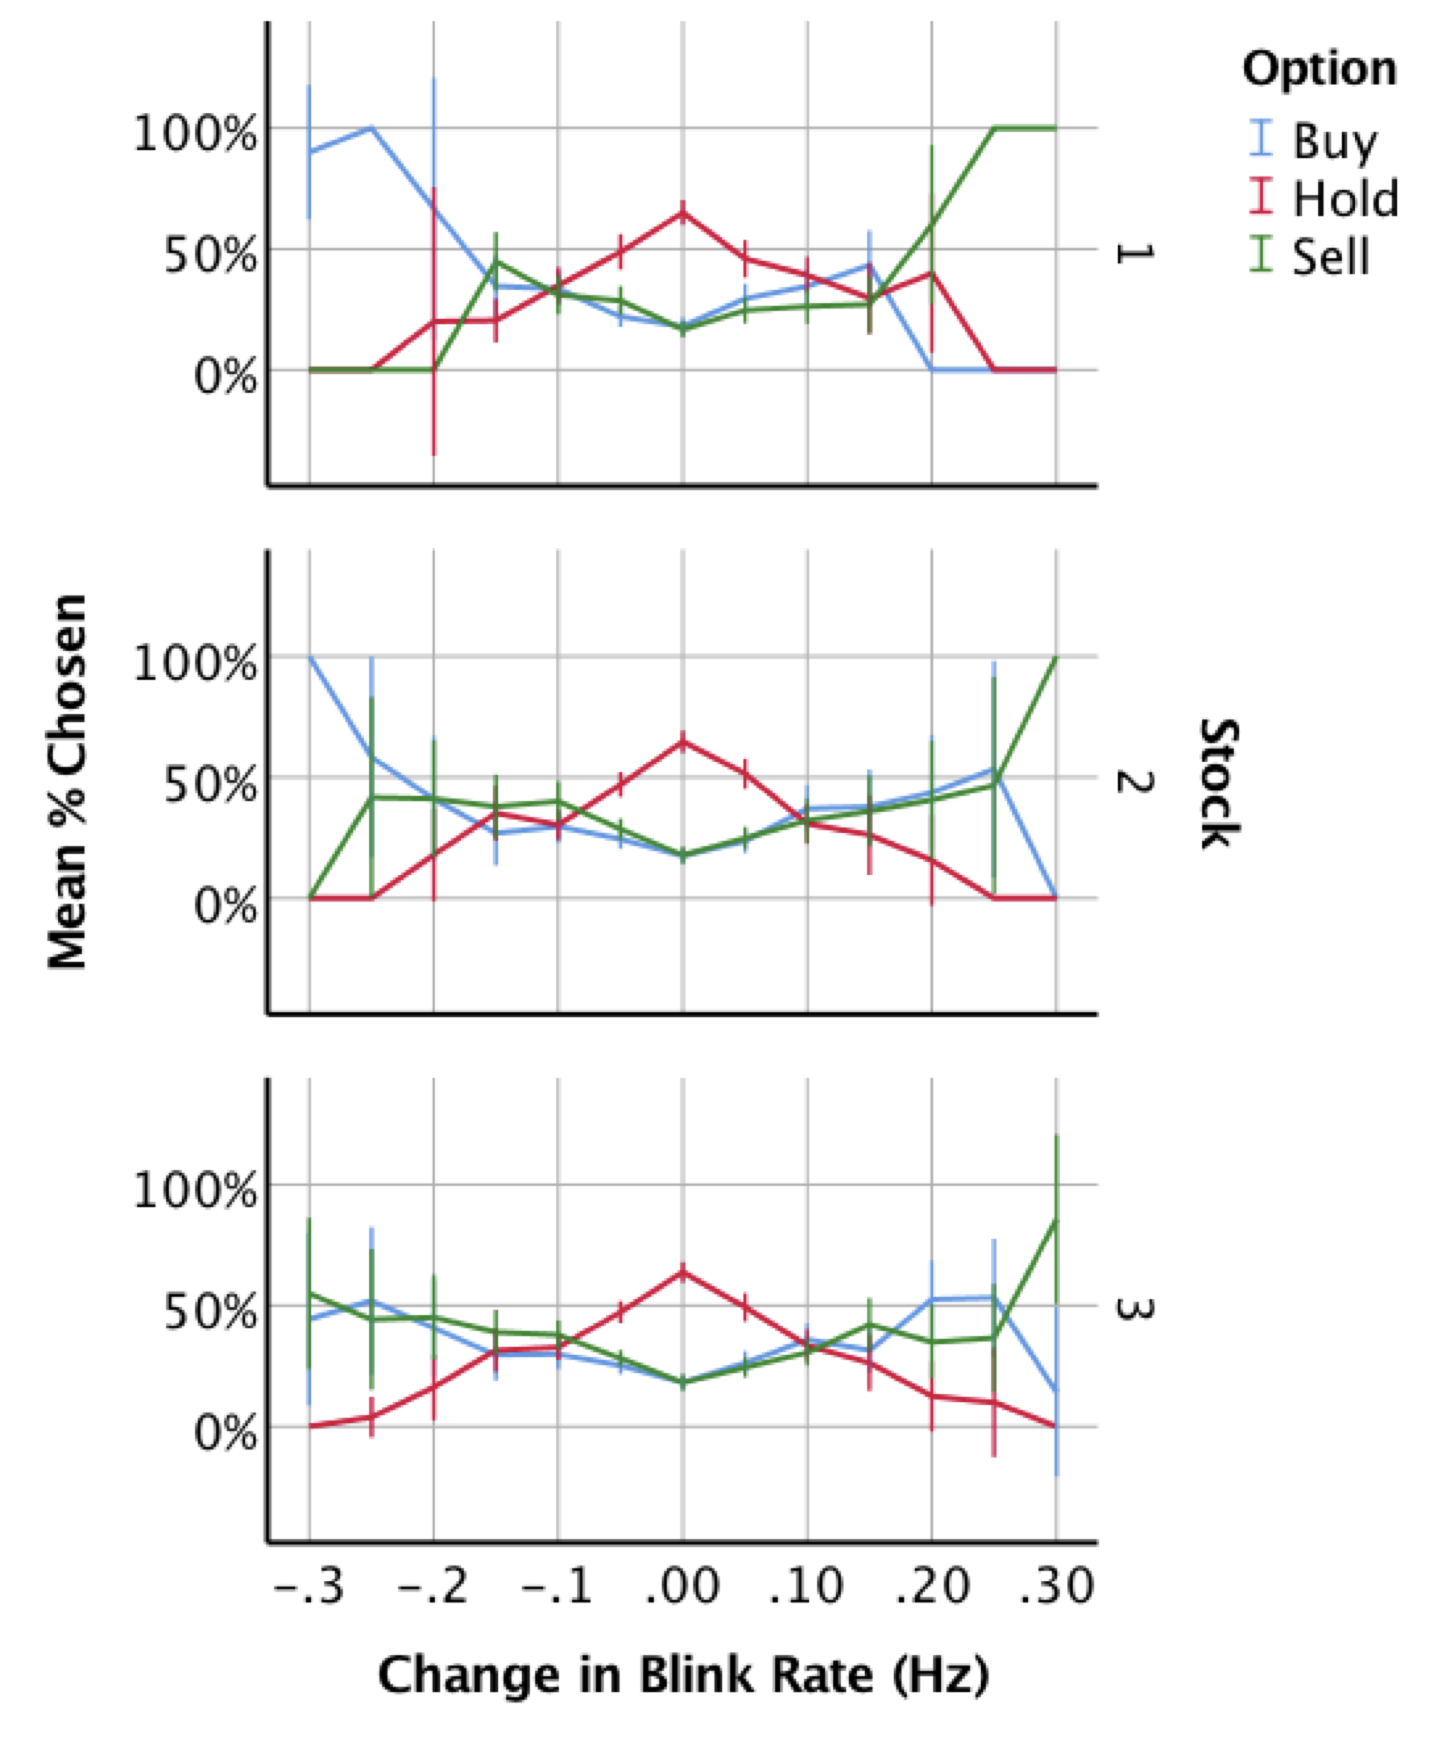 Option
Buy
Hold
Sell
100%
50%
0%
1
100%
50%
0%
2
100%
50%
0%
3
Mean % Chosen
Stock
-.3 -.2 -.1 .00 .10 .20 .30
Change in Blink Rate (Hz)